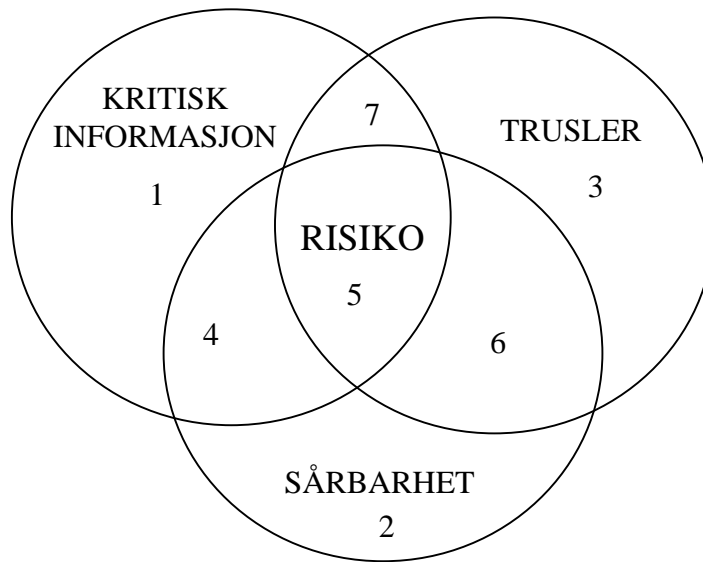 KRITISK
INFORMASJON
1
7
TRUSLER
3
RISIKO
5
4
6
SÅRBARHET
2